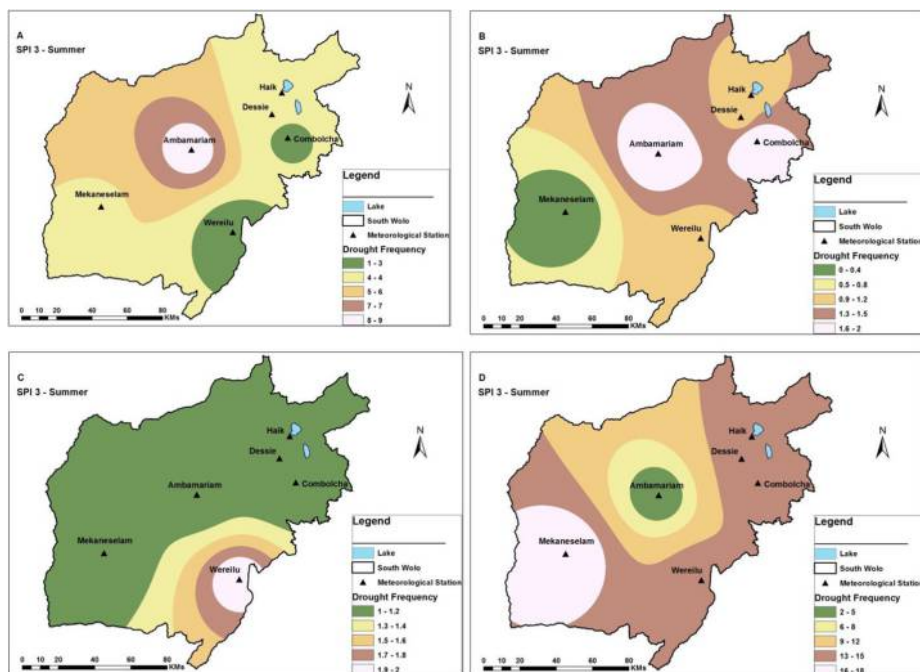 A
SPI 3 - Summer
N
Haik
Dessie
Combolcha
Ambamariam
Mekaneselam
Wereilu
Legend
Lake
South Wolo
Meteorological Station
Drought Frequency
1 - 3
4 - 4
5 - 6
7 - 7
8 - 9
0 10 20 40 60 80
KMs
B
SPI 3 - Summer
N
Haik
Dessie
Combolcha
Ambamariam
Mekaneselam
Wereilu
Legend
Lake
South Wolo
Meteorological Station
Drought Frequency
0 - 0.4
0.5 - 0.8
0.9 - 1.2
1.3 - 1.5
1.6 - 2
0 10 20 40 60 80
KMs
C
SPI 3 - Summer
N
Haik
Dessie
Combolcha
Ambamariam
Mekaneselam
Wereilu
Legend
Lake
South Wolo
Meteorological Station
Drought Frequency
1 - 1.2
1.3 - 1.4
1.5 - 1.6
1.7 - 1.8
1.9 - 2
0 10 20 40 60 80
KMs
D
SPI 3 - Summer
N
Haik
Dessie
Combolcha
Ambamariam
Mekaneselam
Wereilu
Legend
Lake
South Wolo
Meteorological Station
Drought Frequency
2 - 5
6 - 8
9 - 12
13 - 15
16 - 18
0 10 20 40 60 80
KMs